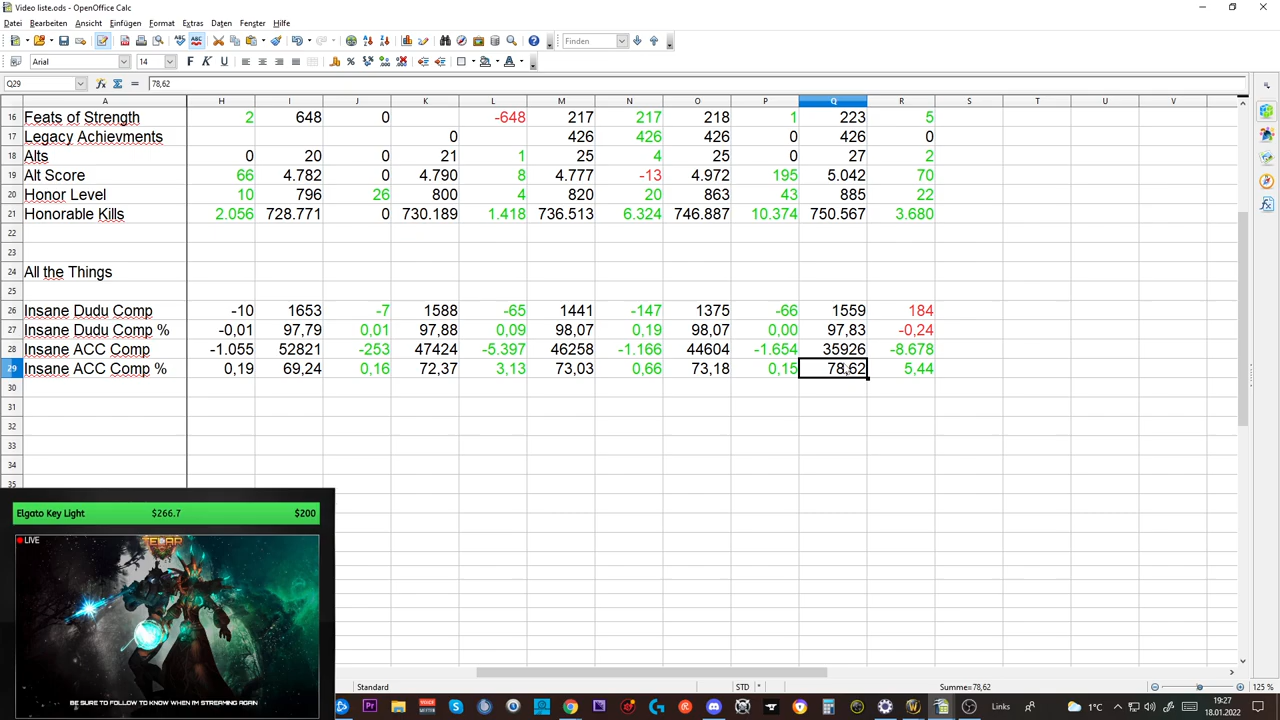 Video liste.ods - OpenOffice Calc
Datei Bearbeiten Ansicht Einfügen Format Extras Daten Fenster Hilfe
Finden
Arial 14 F K U
Q29 78,62
A H I J K L M N O P Q R S T U V
16 Feats of Strength 2 648 0 -648 217 217 218 1 223 5
17 Legacy Achievments 0 426 426 426 0 426 0
18 Alts 0 20 0 21 1 25 4 25 0 27 2
19 Alt Score 66 4.782 0 4.790 8 4.777 -13 4.972 195 5.042 70
20 Honor Level 10 796 26 800 4 820 20 863 43 885 22
21 Honorable Kills 2.056 728.771 0 730.189 1.418 736.513 6.324 746.887 10.374 750.567 3.680
22
23
24 All the Things
25
26 Insane Dudu Comp -10 1653 -7 1588 -65 1441 -147 1375 -66 1559 184
27 Insane Dudu Comp % -0,01 97,79 0,01 97,88 0,09 98,07 0,19 98,07 0,00 97,83 -0,24
28 Insane ACC Comp -1.055 52821 -253 47424 -5.397 46258 -1.166 44604 -1.654 35926 -8.678
29 Insane ACC Comp % 0,19 69,24 0,16 72,37 3,13 73,03 0,66 73,18 0,15 78,62 5,44
30
31
32
33
34
35
Elgato Key Light $266.7 $200
LIVE
BE SURE TO FOLLOW TO KNOW WHEN I'M STREAMING AGAIN
Standard STD * Summe=78,62 125 %
Links 1°C 19:27
18.01.2022